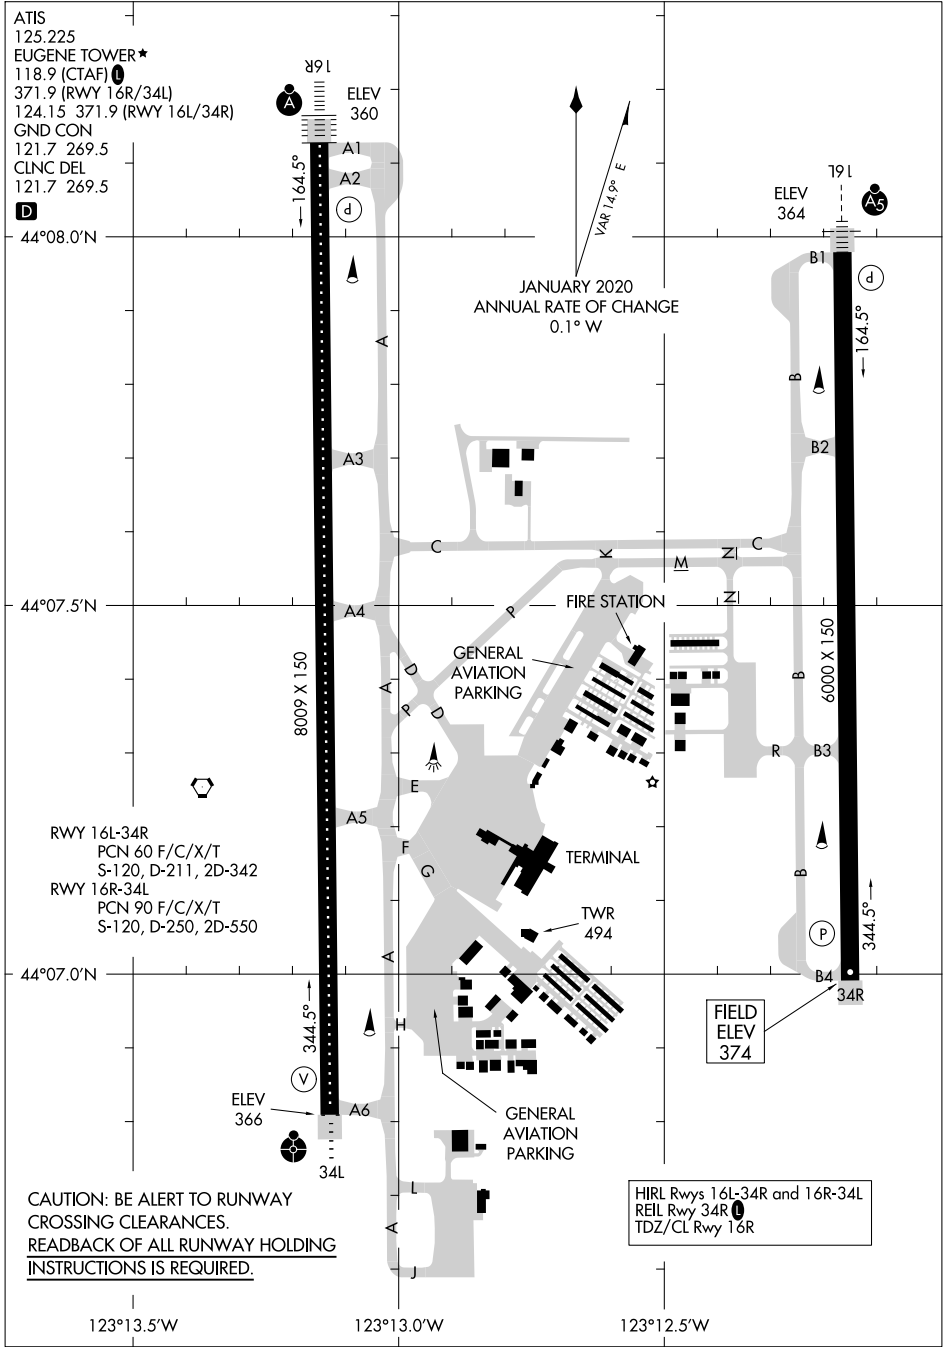 ATIS
125.225
EUGENE TOWER★
118.9 (CTAF) L
371.9 (RWY 16R/34L)
124.15 371.9 (RWY 16L/34R)
GND CON
121.7 269.5
CLNC DEL
121.7 269.5
D
16R
A
ELEV
360
A1
A2
164.5°
P
16L
A5
ELEV
364
B1
P
164.5°
44°08.0'N
VAR 14.9° E
JANUARY 2020
ANNUAL RATE OF CHANGE
0.1° W
A
B
A3
B2
C
C
K
M
N
N
44°07.5'N
A4
P
FIRE STATION
GENERAL
AVIATION
PARKING
8009 X 150
6000 X 150
D
A
P
D
B
R
B3
E
A5
F
G
RWY 16L-34R
PCN 60 F/C/X/T
S-120, D-211, 2D-342
RWY 16R-34L
PCN 90 F/C/X/T
S-120, D-250, 2D-550
TERMINAL
B
TWR
494
P
344.5°
A
44°07.0'N
B4
34R
FIELD
ELEV
374
344.5°
H
V
ELEV
366
A6
34L
GENERAL
AVIATION
PARKING
L
A
J
CAUTION: BE ALERT TO RUNWAY
CROSSING CLEARANCES.
READBACK OF ALL RUNWAY HOLDING
INSTRUCTIONS IS REQUIRED.
HIRL Rwys 16L-34R and 16R-34L
REIL Rwy 34R L
TDZ/CL Rwy 16R
123°13.5'W
123°13.0'W
123°12.5'W